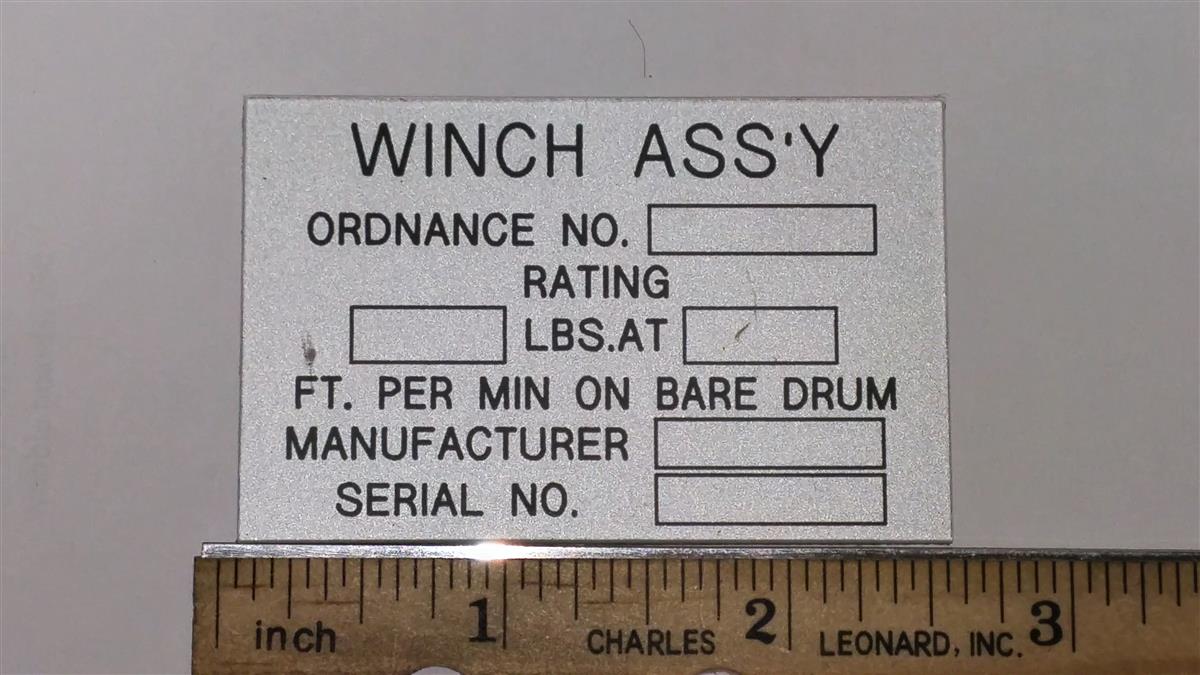 WINCH ASS'Y
ORDNANCE NO.
RATING
LBS.AT
FT. PER MIN ON BARE DRUM
MANUFACTURER
SERIAL NO.
inch 1 CHARLES 2 LEONARD, INC. 3